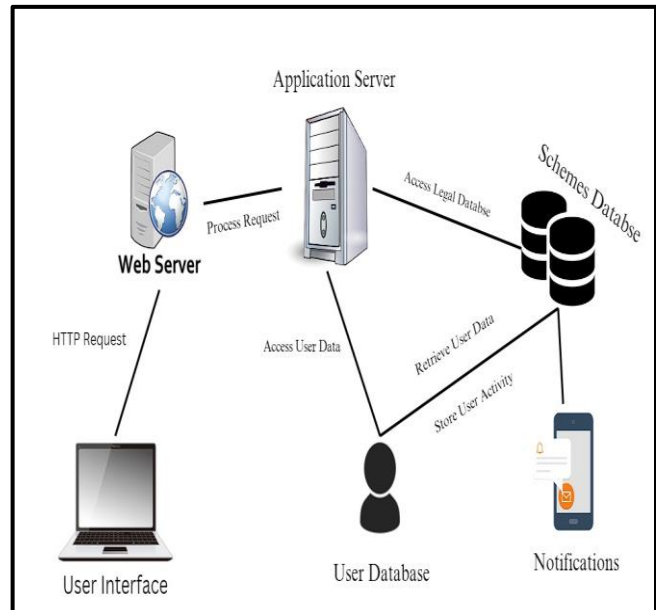 Application Server
Schemes Databse
Access Legal Databse
Process Request
Web Server
HTTP Request
Access User Data
Retrieve User Data
Store User Activity
User Interface
User Database
Notifications